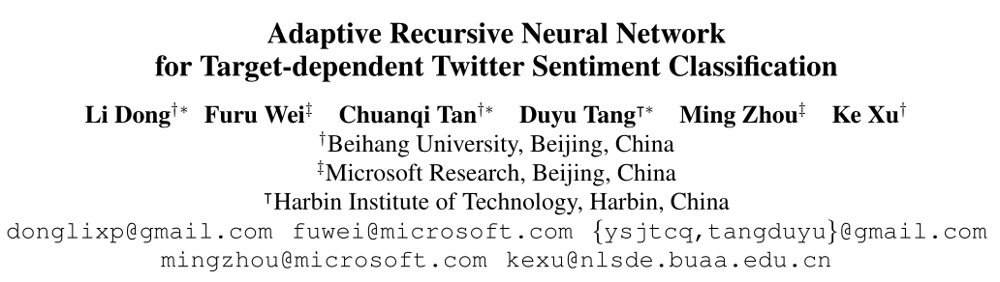 Adaptive Recursive Neural Network
for Target-dependent Twitter Sentiment Classification
Li Dong†∗ Furu Wei‡ Chuanqi Tan†∗ Duyu Tang⊺∗ Ming Zhou‡ Ke Xu†
†Beihang University, Beijing, China
‡Microsoft Research, Beijing, China
⊺Harbin Institute of Technology, Harbin, China
donglixp@gmail.com fuwei@microsoft.com {ysjtcq,tangduyu}@gmail.com
mingzhou@microsoft.com kexu@nlsde.buaa.edu.cn